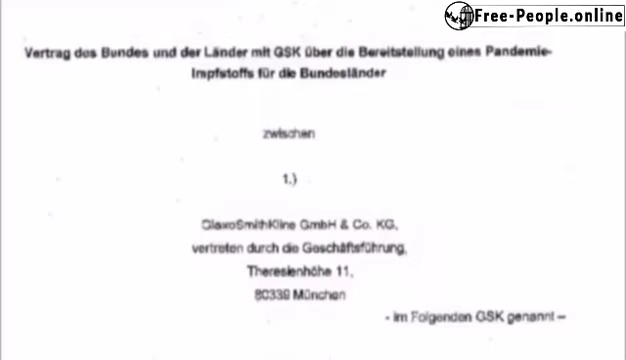 Free-People.online
Vertrag des Bundes und der Länder mit GSK über die Bereitstellung eines Pandemie-
Impfstoffs für die Bundesländer
zwischen
1.)
GlaxoSmithKline GmbH & Co. KG,
vertreten durch die Geschäftsführung,
Theresienhöhe 11,
80339 München
- im Folgenden GSK genannt –